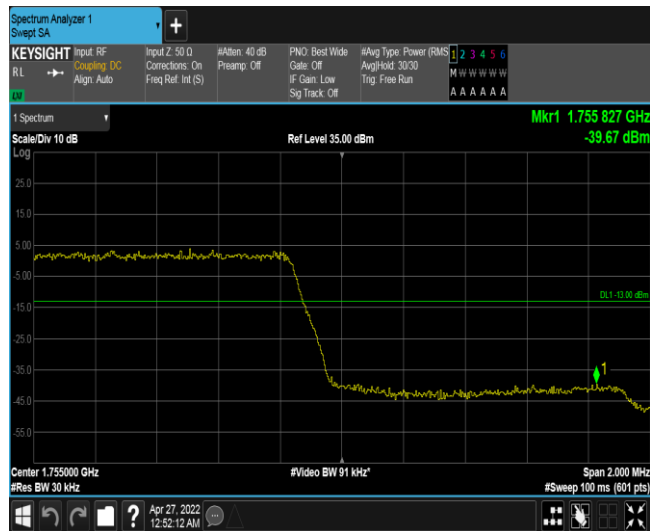 Spectrum Analyzer 1
Swept SA
KEYSIGHT Input: RF Input Z: 50 Ω #Atten: 40 dB PNO: Best Wide #Avg Type: Power (RMS 1 2 3 4 5 6
R L Coupling: DC Corrections: On Preamp: Off Gate: Off Avg|Hold: 30/30 M W W W W W
Align: Auto Freq Ref: Int (S) IF Gain: Low Trig: Free Run
Sig Track: Off A A A A A A
1 Spectrum Mkr1 1.755 827 GHz
Scale/Div 10 dB Ref Level 35.00 dBm -39.67 dBm
Log
25.0
15.0
5.00
-5.00
DL1 -13.00 dBm
-15.0
-25.0
-35.0
1
-45.0
-55.0
Center 1.755000 GHz #Video BW 91 kHz* Span 2.000 MHz
#Res BW 30 kHz #Sweep 100 ms (601 pts)
? Apr 27, 2022
12:52:12 AM